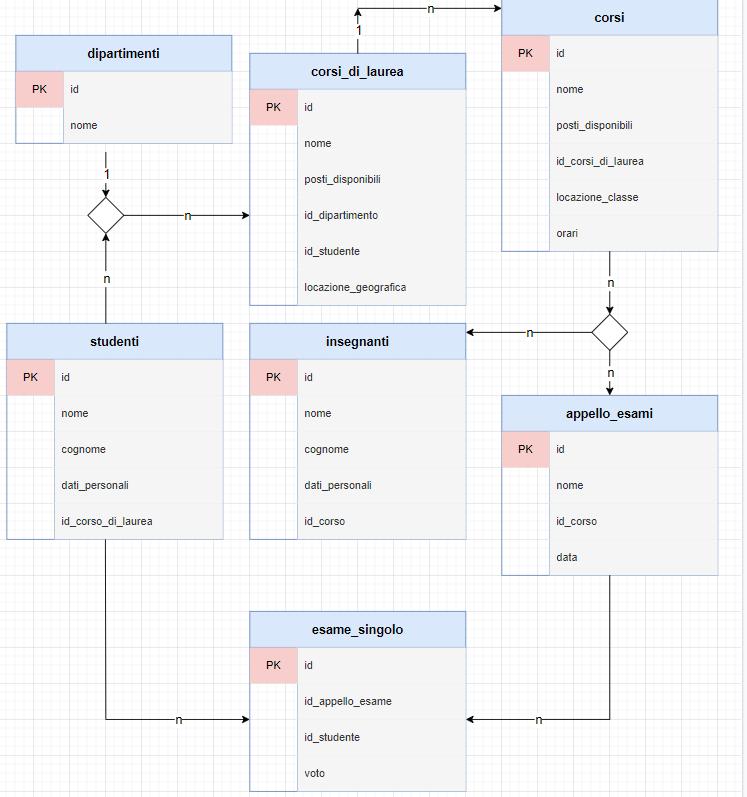 n
corsi
1
PK id
nome
posti_disponibili
id_corsi_di_laurea
locazione_classe
orari
dipartimenti
PK id
nome
corsi_di_laurea
PK id
nome
posti_disponibili
id_dipartimento
id_studente
locazione_geografica
1
n
n
n
n
n
studenti
PK id
nome
cognome
dati_personali
id_corso_di_laurea
insegnanti
PK id
nome
cognome
dati_personali
id_corso
appello_esami
PK id
nome
id_corso
data
esame_singolo
PK id
id_appello_esame
id_studente
voto
n
n